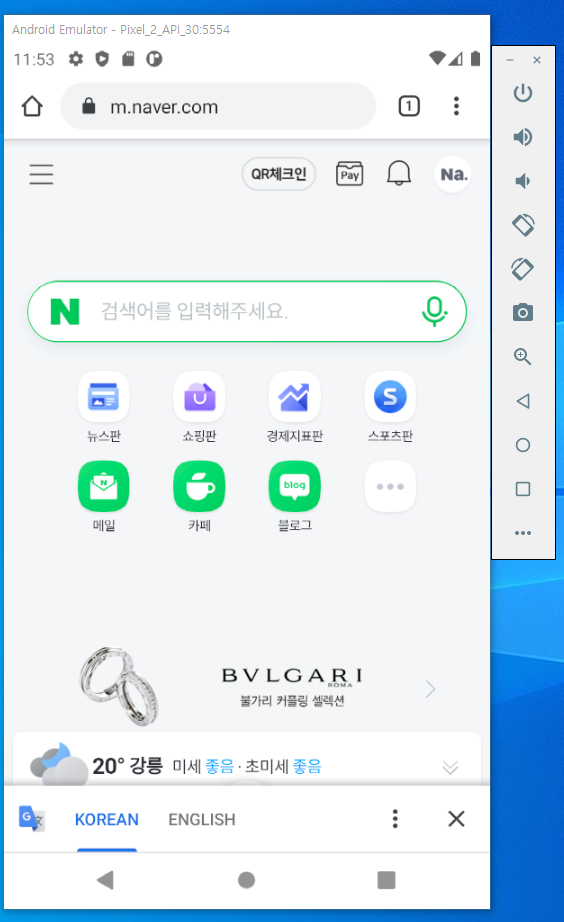 Android Emulator - Pixel_2_API_30:5554
11:53
m.naver.com
1
QR체크인
Pay
Na.
N 검색어를 입력해주세요.
S
뉴스판 쇼핑판 경제지표판 스포츠판
N
blog
메일 카페 블로그
BVLGARI
ROMA
불가리 커플링 셀렉션
20° 강릉 미세 좋음 · 초미세 좋음
G 文
KOREAN ENGLISH